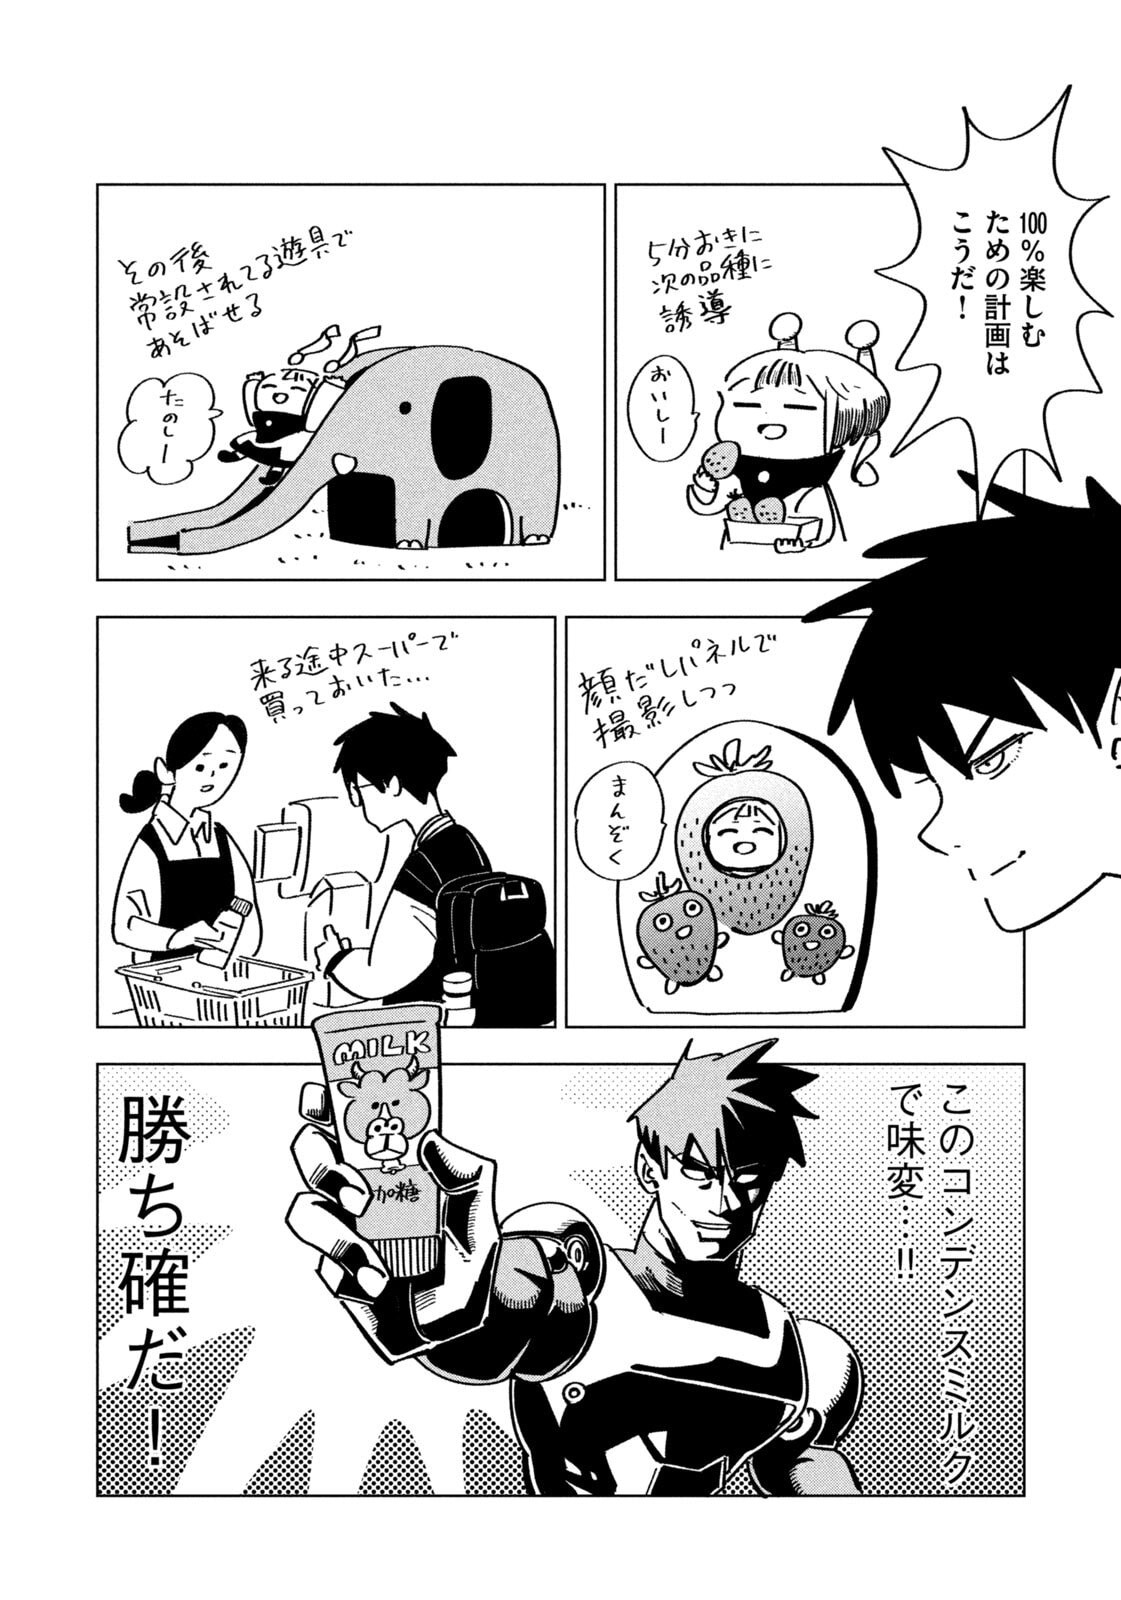 100%楽しむ
ための計画は
こうだ!
5分おきに
次の品種に
誘導
おいしー
その後
常設されてる遊具で
あそばせる
たのしー
顔だしパネルで
撮影しつつ
まんぞく
来る途中スーパーで
買っておいた…
MILK
加糖
このコンデンスミルク
で味変…!!
勝ち確だ!